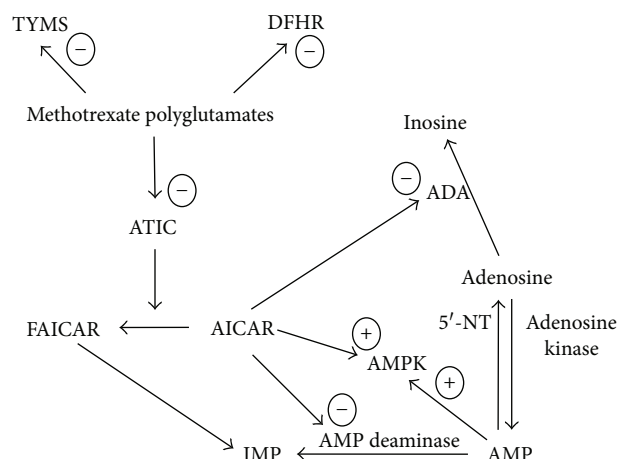 TYMS
DFHR
−
−
Methotrexate polyglutamates
Inosine
−
−
ADA
ATIC
Adenosine
5′-NT
Adenosine
kinase
FAICAR
AICAR
+
AMPK
+
−
AMP deaminase
IMP
AMP